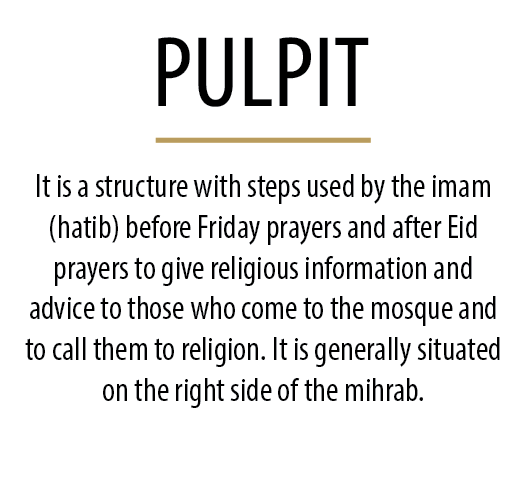 PULPIT
It is a structure with steps used by the imam
(hatib) before Friday prayers and after Eid
prayers to give religious information and
advice to those who come to the mosque and
to call them to religion. It is generally situated
on the right side of the mihrab.